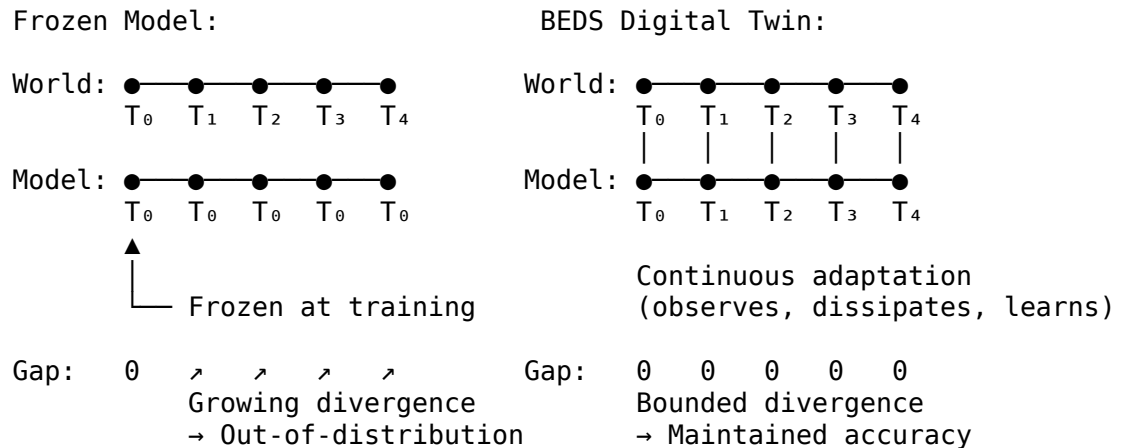 Frozen Model: BEDS Digital Twin:
World: World:
T₀ T₁ T₂ T₃ T₄ T₀ T₁ T₂ T₃ T₄
Model: Model:
T₀ T₀ T₀ T₀ T₀ T₀ T₁ T₂ T₃ T₄
Continuous adaptation
Frozen at training (observes, dissipates, learns)
Gap: 0 ↗ ↗ ↗ ↗ Gap: 0 0 0 0 0
Growing divergence Bounded divergence
→ Out-of-distribution → Maintained accuracy